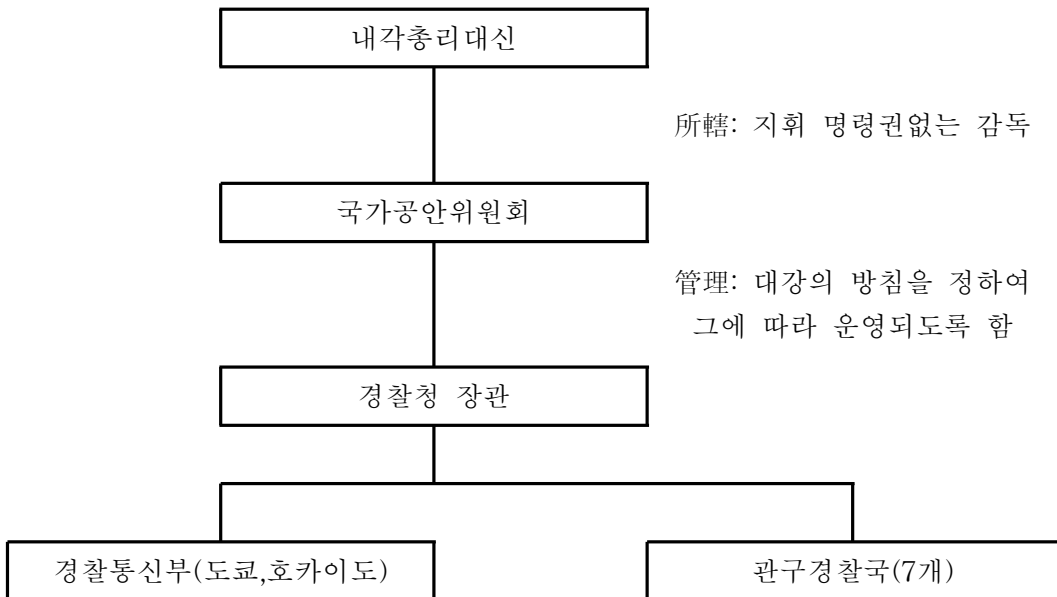 내각총리대신
所轄: 지휘 명령권없는 감독
국가공안위원회
管理: 대강의 방침을 정하여
그에 따라 운영되도록 함
경찰청 장관
경찰통신부(도쿄,호카이도)
관구경찰국(7개)